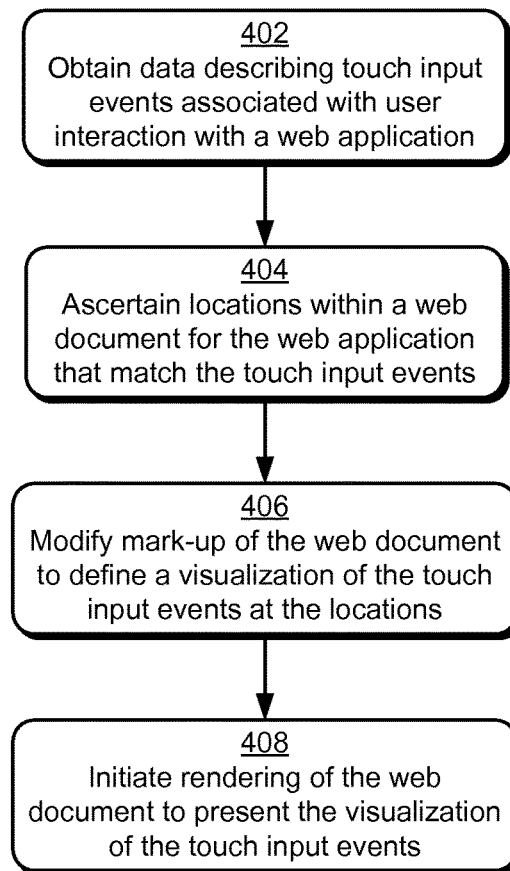 402
Obtain data describing touch input
events associated with user
interaction with a web application
404
Ascertain locations within a web
document for the web application
that match the touch input events
406
Modify mark-up of the web document
to define a visualization of the touch
input events at the locations
408
Initiate rendering of the web
document to present the visualization
of the touch input events